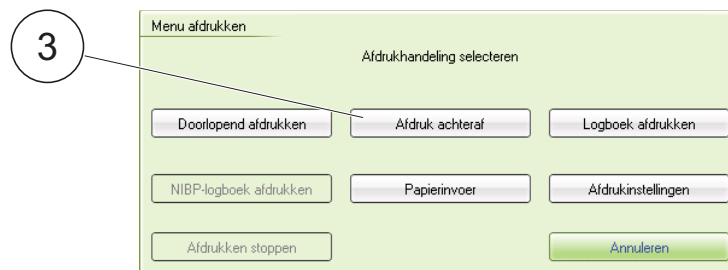 3
Menu afdrukken
Afdrukhandeling selecteren
Doorlopend afdrukken Afdruk achteraf Logboek afdrukken
NIBP-logboek afdrukken Papierinvoer Afdrukinstellingen
Afdrukken stoppen Annuleren